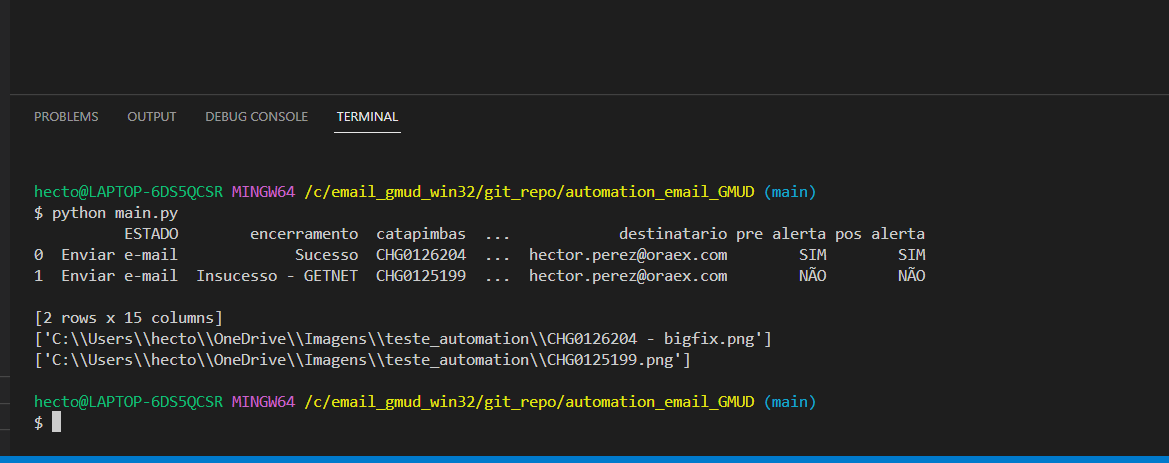 PROBLEMS OUTPUT DEBUG CONSOLE TERMINAL
hecto@LAPTOP-6DS5QCSR MINGW64 /c/email_gmud_win32/git_repo/automation_email_GMUD (main)
$ python main.py
ESTADO encerramento catapimbas ... destinatario pre alerta pos alerta
0 Enviar e-mail Sucesso CHG0126204 ... hector.perez@oraex.com SIM SIM
1 Enviar e-mail Insucesso - GETNET CHG0125199 ... hector.perez@oraex.com NÃO NÃO
[2 rows x 15 columns]
['C:\\Users\\hecto\\OneDrive\\Imagens\\teste_automation\\CHG0126204 - bigfix.png']
['C:\\Users\\hecto\\OneDrive\\Imagens\\teste_automation\\CHG0125199.png']
hecto@LAPTOP-6DS5QCSR MINGW64 /c/email_gmud_win32/git_repo/automation_email_GMUD (main)
$